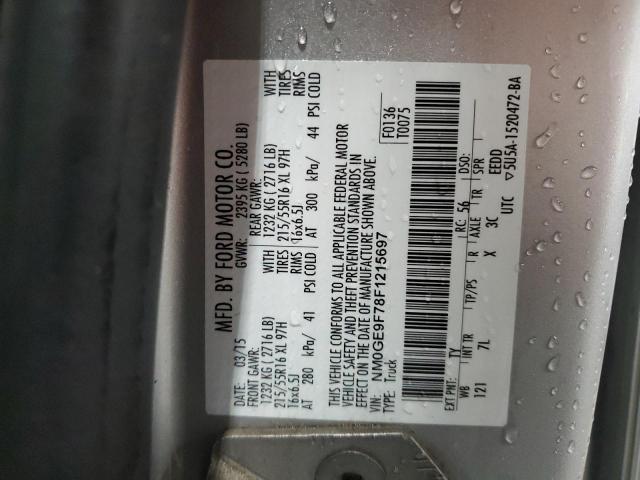 MFD. BY FORD MOTOR CO.
DATE: 03/15 GVWR: 2395 KG ( 5280 LB)
FRONT GAWR: REAR GAWR:
1232 KG ( 2716 LB) WITH 1232 KG ( 2716 LB) WITH
215/55R16 XL 97H TIRES 215/55R16 XL 97H TIRES
16x6.5J RIMS 16x6.5J RIMS
AT 280 kPa/ 41 PSI COLD AT 300 kPa/ 44 PSI COLD
THIS VEHICLE CONFORMS TO ALL APPLICABLE FEDERAL MOTOR
VEHICLE SAFETY AND THEFT PREVENTION STANDARDS IN
EFFECT ON THE DATE OF MANUFACTURE SHOWN ABOVE.
VIN: NM0GE9F78F1215697 F0136
TYPE: Truck T0075
EXT PNT: TY RC: 56 DSO:
WB INT TR TP/PS R AXLE TR SPR
121 7L X 3C EEDD
UTC ▽5U5A-1520472-BA